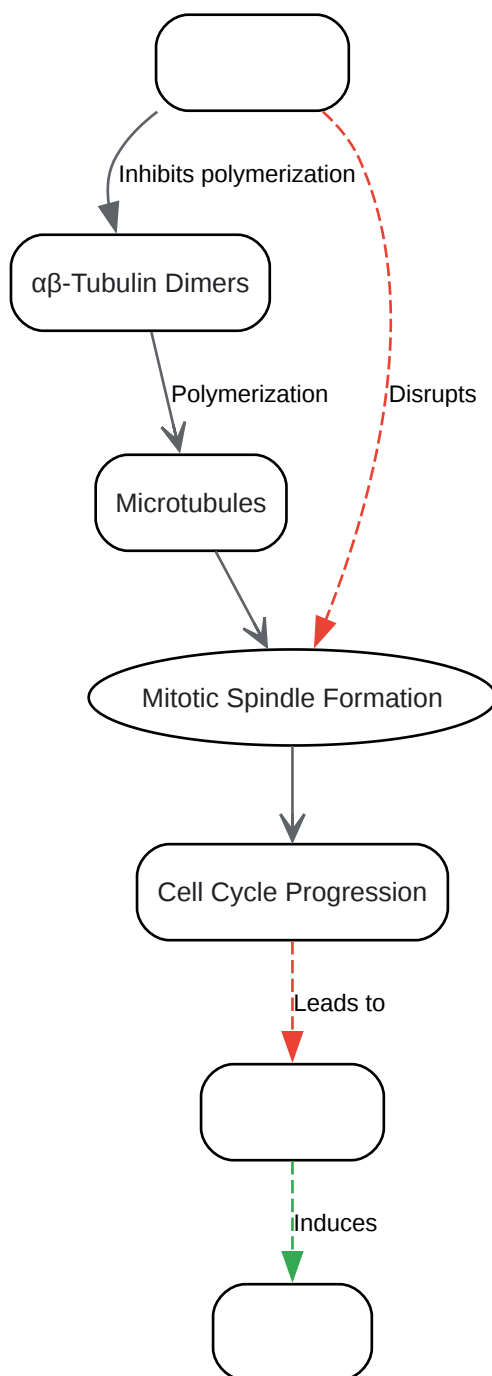 Inhibits polymerization
αβ-Tubulin Dimers
Polymerization
Disrupts
Microtubules
Mitotic Spindle Formation
Cell Cycle Progression
Leads to
Induces